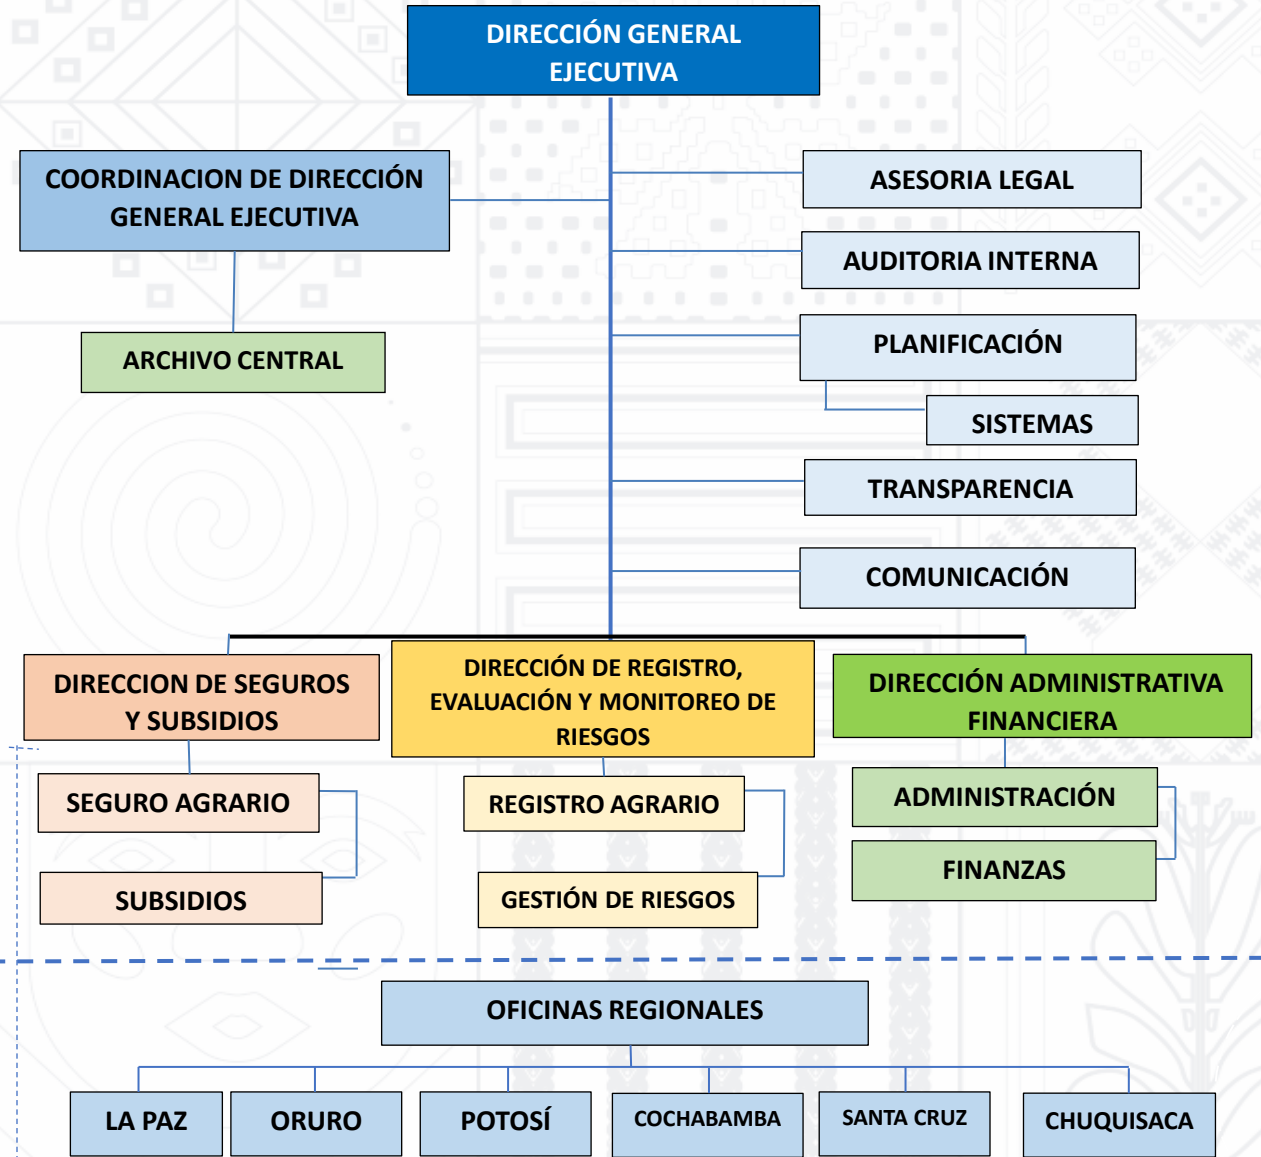 DIRECCIÓN GENERAL
EJECUTIVA
COORDINACION DE DIRECCIÓN
GENERAL EJECUTIVA
ARCHIVO CENTRAL
ASESORIA LEGAL
AUDITORIA INTERNA
PLANIFICACIÓN
SISTEMAS
TRANSPARENCIA
COMUNICACIÓN
DIRECCION DE SEGUROS
Y SUBSIDIOS
SEGURO AGRARIO
SUBSIDIOS
DIRECCIÓN DE REGISTRO,
EVALUACIÓN Y MONITOREO DE
RIESGOS
REGISTRO AGRARIO
GESTIÓN DE RIESGOS
DIRECCIÓN ADMINISTRATIVA
FINANCIERA
ADMINISTRACIÓN
FINANZAS
OFICINAS REGIONALES
LA PAZ
ORURO
POTOSÍ
COCHABAMBA
SANTA CRUZ
CHUQUISACA